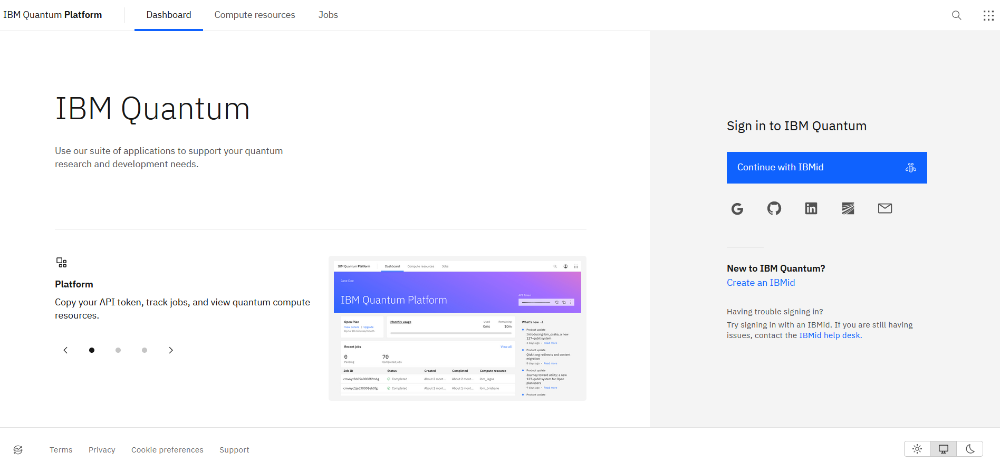 IBM Quantum Platform
Dashboard
Compute resources
Jobs
IBM Quantum
Use our suite of applications to support your quantum
research and development needs.
Platform
Copy your API token, track jobs, and view quantum compute
resources.
IBM Quantum Platform
Dashboard
Compute resources
Jobs
Jane Doe
IBM Quantum Platform
API Token
Open Plan
View details | Upgrade
Up to 10 minutes/month
Monthly usage
Used
0ms
Remaining
10m
Recent jobs
View all
0
Pending
70
Completed jobs
Job ID Status Created Completed Compute resource
cmv6yt3605a0008f2m6g Completed About 2 mont... About 2 mont... ibm_lagos
cmv6yc1jad30008eb0fg Completed About 2 mont... About 1 mont... ibm_brisbane
What's new
Product update
Introducing ibm_osaka, a new
127-qubit system
3 days ago • Read more
Product update
Qiskit.org redirects and content
migration
8 days ago • Read more
Product update
Journey toward utility: a new
127-qubit system for Open
plan users
9 days ago • Read more
Product update
Sign in to IBM Quantum
Continue with IBMid
New to IBM Quantum?
Create an IBMid
Having trouble signing in?
Try signing in with an IBMid. If you are still having
issues, contact the IBMid help desk.
Terms
Privacy
Cookie preferences
Support